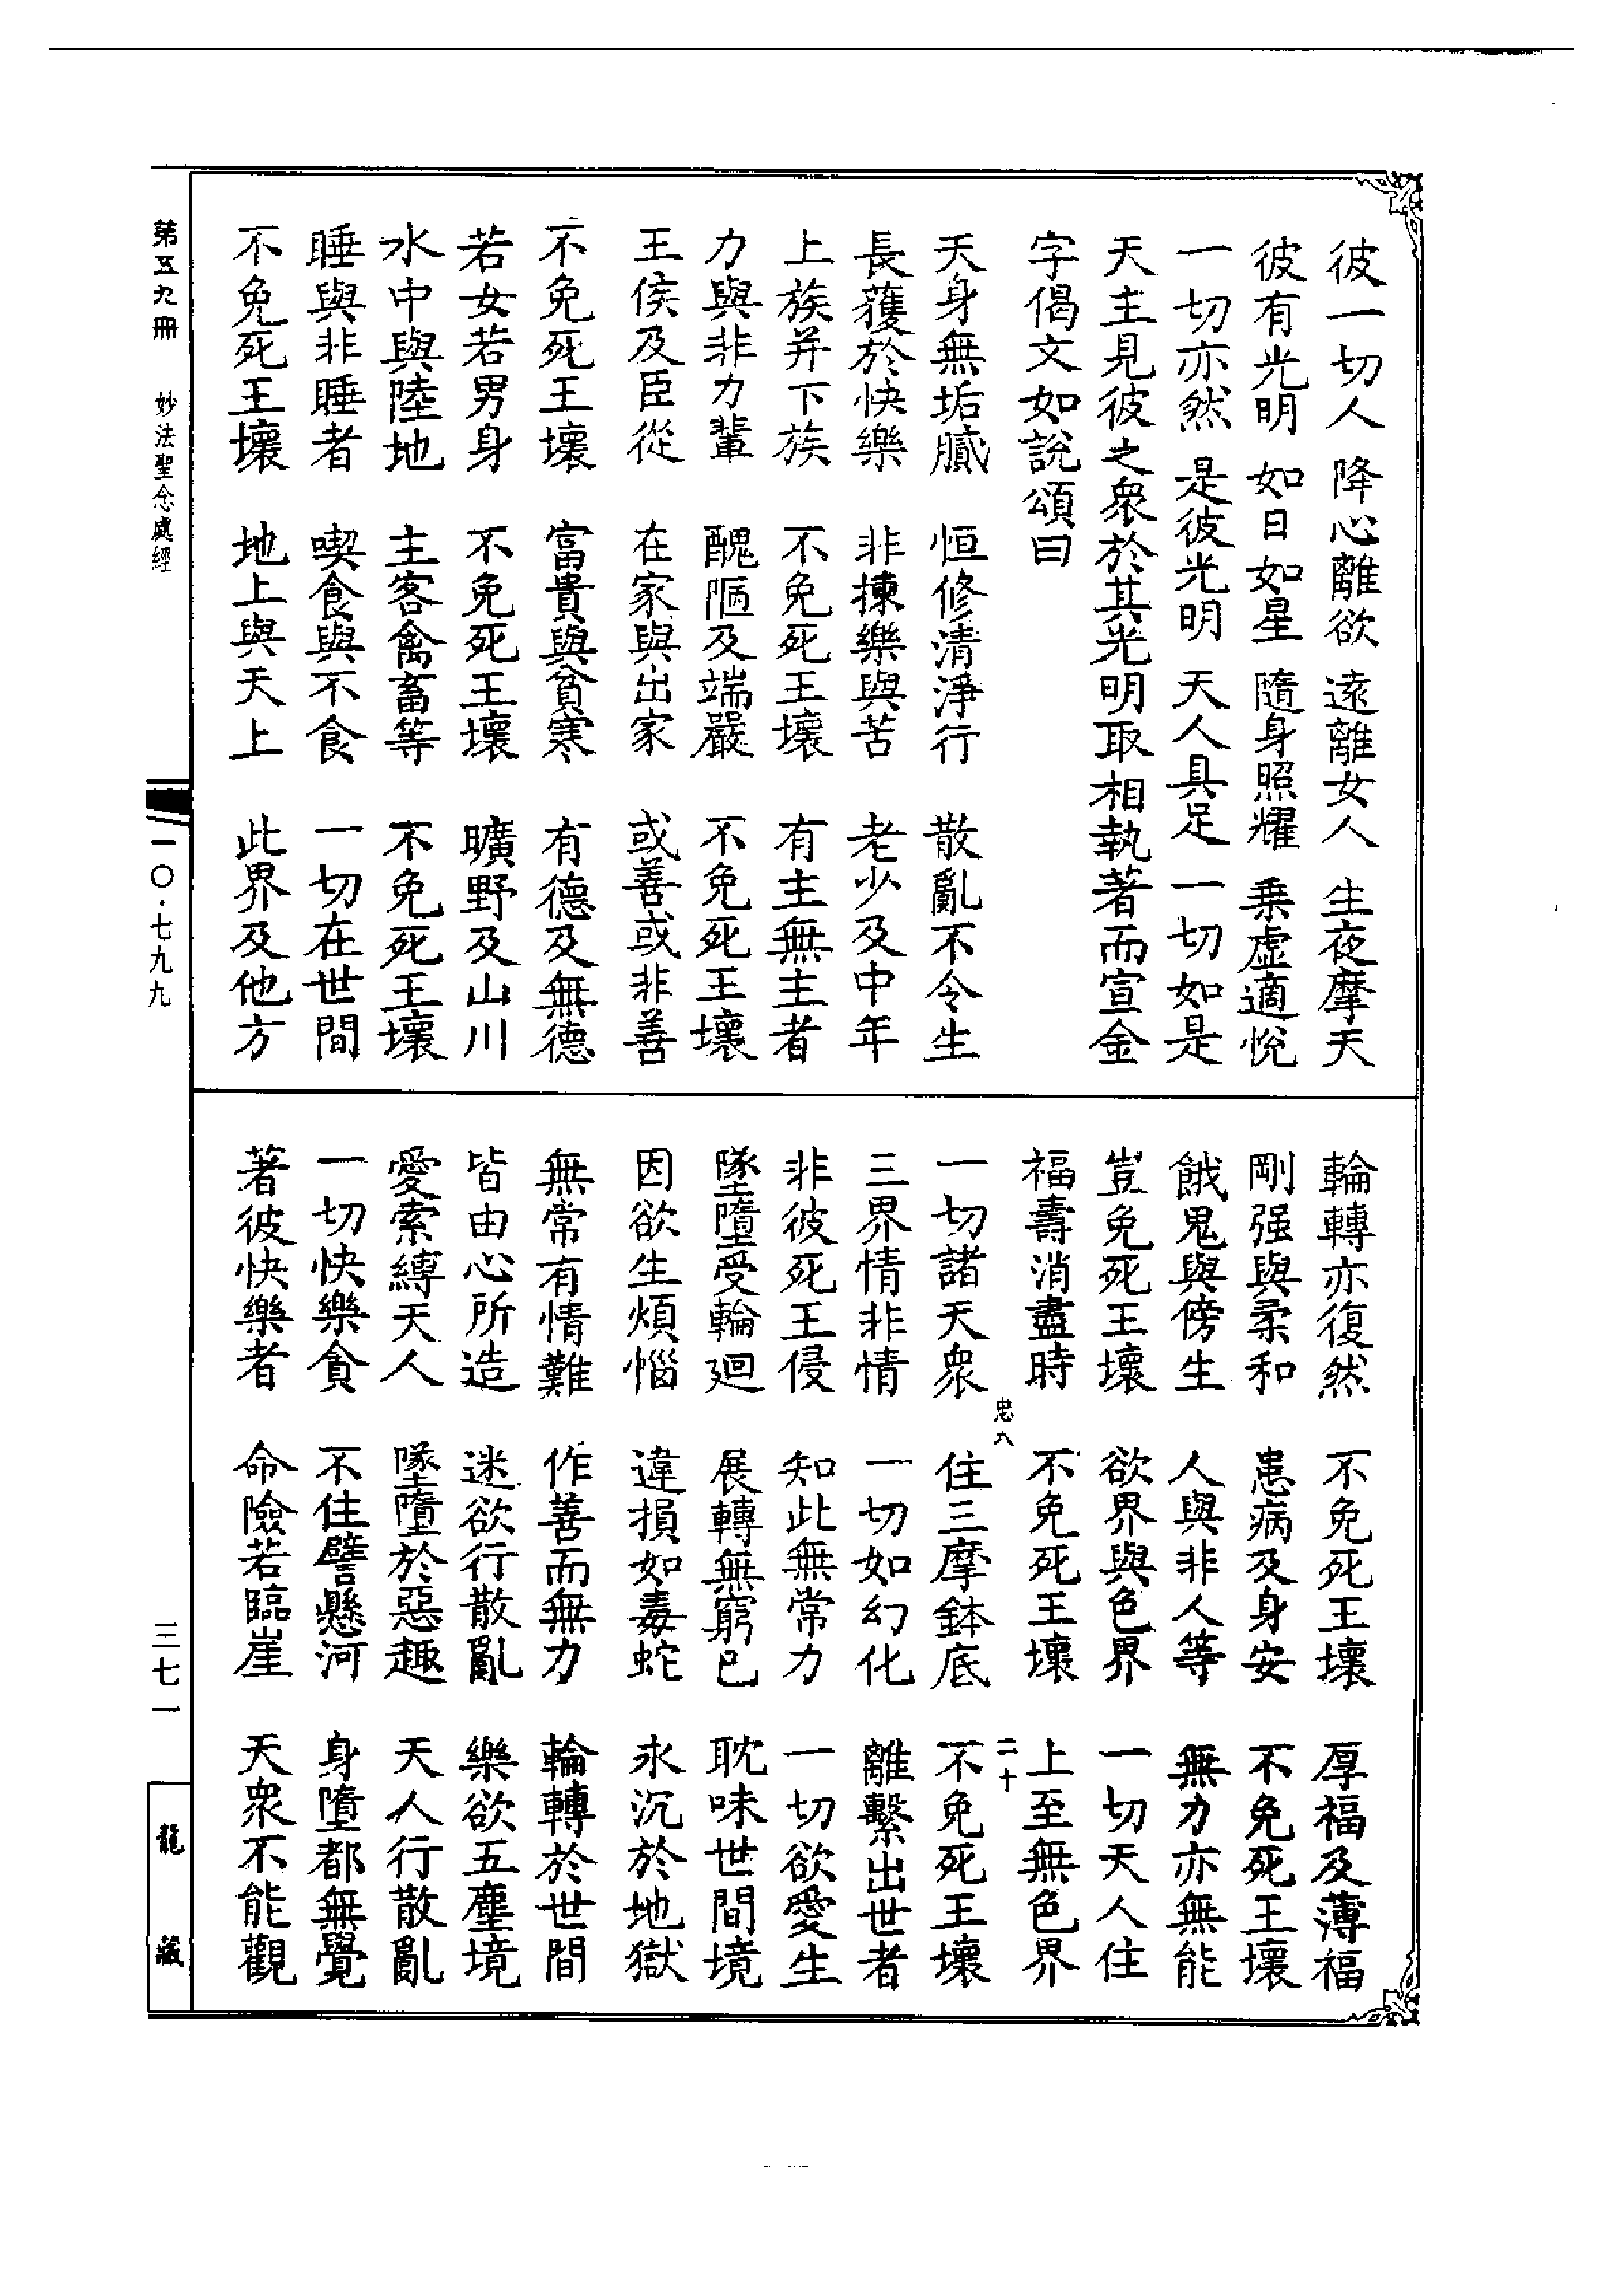 彼一切人　降心離欲　遠離女人　生夜摩天
彼有光明　如日如星　隨身照耀　乗虛適悅
一切亦然　是彼光明　天人具足　一切如是
天主見彼之衆於其光明取相執著而宣金
字偈文如說頌曰
天身無垢膩　恒修清淨行　散亂不令生
長蒦於快樂　非揀樂與苦　老少及中年
上族并下族　不免死王壞　有主無主者
力與非力輩　醜陋及端嚴　不免死王壞
王侯及臣從　在家與出家　或善或非善
不免死王壞　富貴與貧寒　有德及無德
若女若男身　不免死王壞　曠野及山川
水中與陸地　主客禽畜等　不免死王壞
睡與非睡者　喫食與不食　一切在世間
不免死王壞　地上與天上　此界及他方
輪轉亦復然　不免死王壞　厚福及薄福
剛强與柔和　患病及身安　不免死王壞
餓鬼與傍生　人與非人等　無力亦無能
豈免死王壞　欲界與色界　一切天人住
福壽消盡時　不免死王壞　上至無色界
忠八　二十
一切諸天衆　住三摩鉢底　不免死王壞
三界情非情　一切如幻化　離繫出世者
非彼死王侵　知此無常力　一切欲愛生
墜墮受輪廻　展轉無窮已　耽味世間境
因欲生煩惱　違損如毒蛇　永沉於地獄
無常有情難　作善而無力　輪轉於世間
皆由心所造　迷欲行散亂　樂欲五塵境
愛索縛天人　墜墮於惡趣　天人行散亂
一切快樂貪　不住譬懸河　身墮都無覺
著彼快樂者　命險若臨崖　天衆不能觀
第五九冊　妙法聖念處經
一〇·七九九
三七一
龍藏